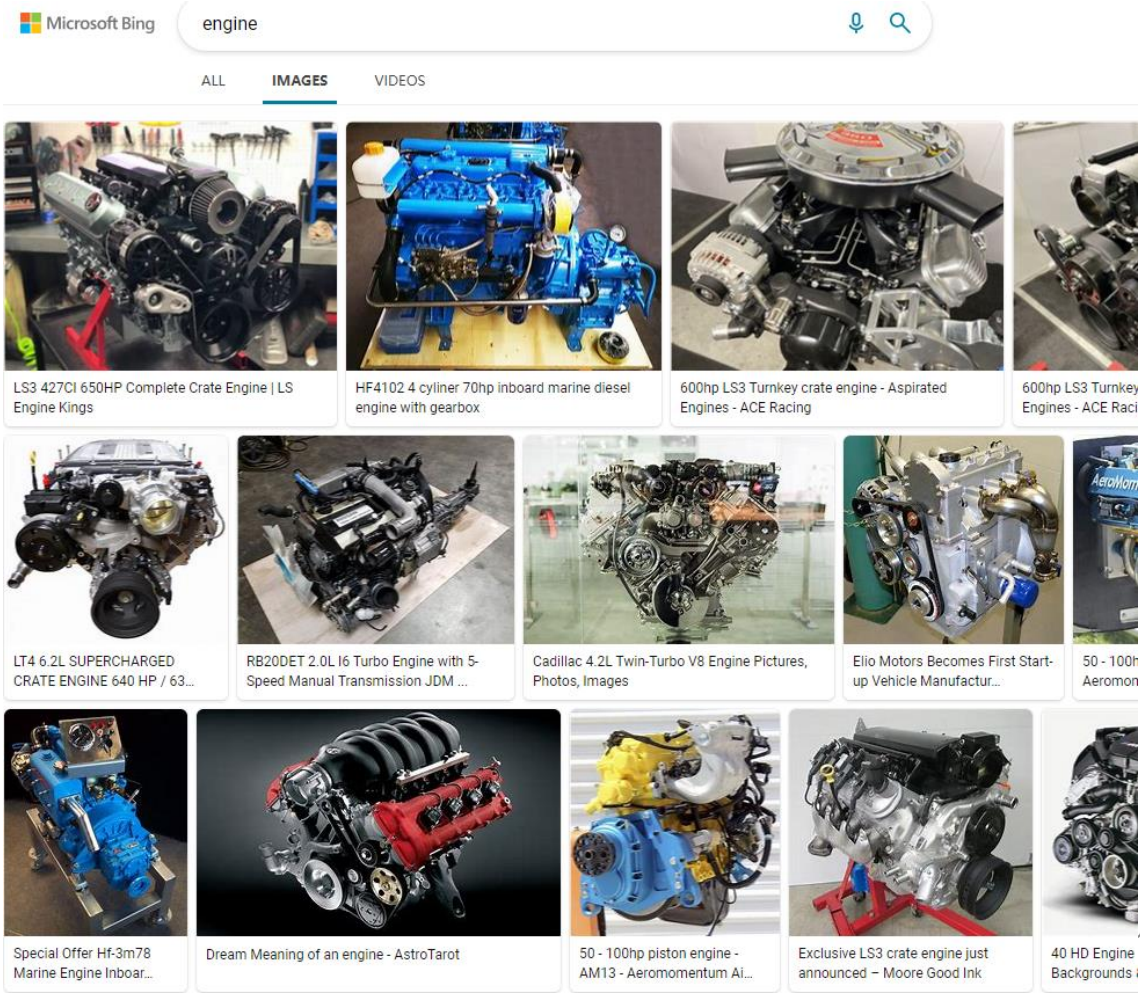 Microsoft Bing
engine
ALL IMAGES VIDEOS
LS3 427CI 650HP Complete Crate Engine | LS
Engine Kings
HF4102 4 cyliner 70hp inboard marine diesel
engine with gearbox
600hp LS3 Turnkey crate engine - Aspirated
Engines - ACE Racing
600hp LS3 Turnkey
Engines - ACE Raci
AeroMom
LT4 6.2L SUPERCHARGED
CRATE ENGINE 640 HP / 63...
RB20DET 2.0L I6 Turbo Engine with 5-
Speed Manual Transmission JDM ...
Cadillac 4.2L Twin-Turbo V8 Engine Pictures,
Photos, Images
Elio Motors Becomes First Start-
up Vehicle Manufactur...
50 - 100h
Aeromon
Special Offer Hf-3m78
Marine Engine Inboar...
Dream Meaning of an engine - AstroTarot
50 - 100hp piston engine -
AM13 - Aeromomentum Ai...
Exclusive LS3 crate engine just
announced – Moore Good Ink
40 HD Engine
Backgrounds &